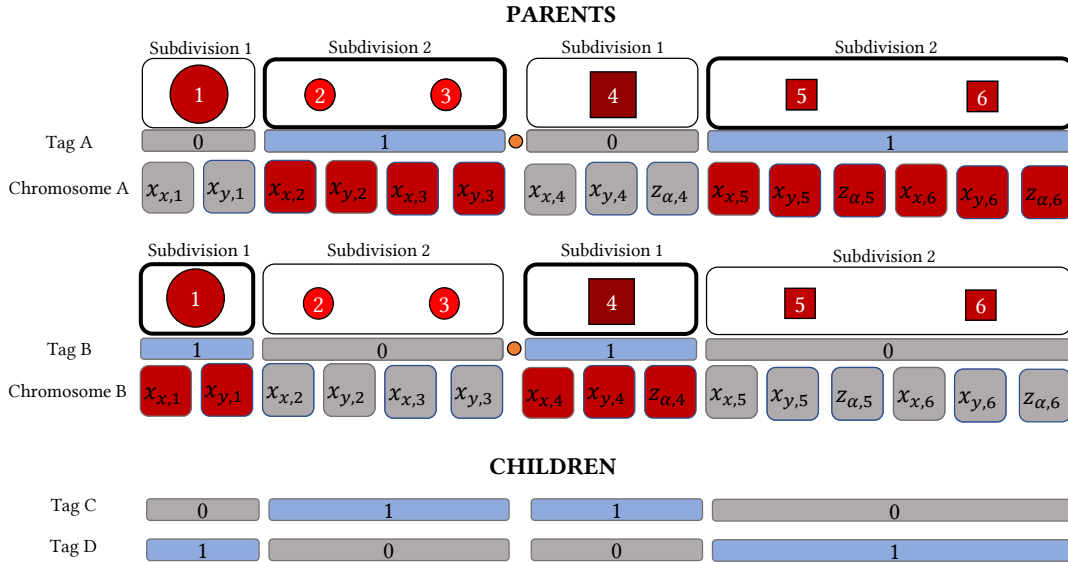 PARENTS
Subdivision 1 Subdivision 2 Subdivision 1 Subdivision 2
1 2 3 4 5 6
Tag A 0 1 0 1
Chromosome A x_{x,1} x_{y,1} x_{x,2} x_{y,2} x_{x,3} x_{y,3} x_{x,4} x_{y,4} z_{α,4} x_{x,5} x_{y,5} z_{α,5} x_{x,6} x_{y,6} z_{α,6}
Subdivision 1 Subdivision 2 Subdivision 1 Subdivision 2
1 2 3 4 5 6
Tag B 1 0 1 0
Chromosome B x_{x,1} x_{y,1} x_{x,2} x_{y,2} x_{x,3} x_{y,3} x_{x,4} x_{y,4} z_{α,4} x_{x,5} x_{y,5} z_{α,5} x_{x,6} x_{y,6} z_{α,6}
CHILDREN
Tag C 0 1 1 0
Tag D 1 0 0 1